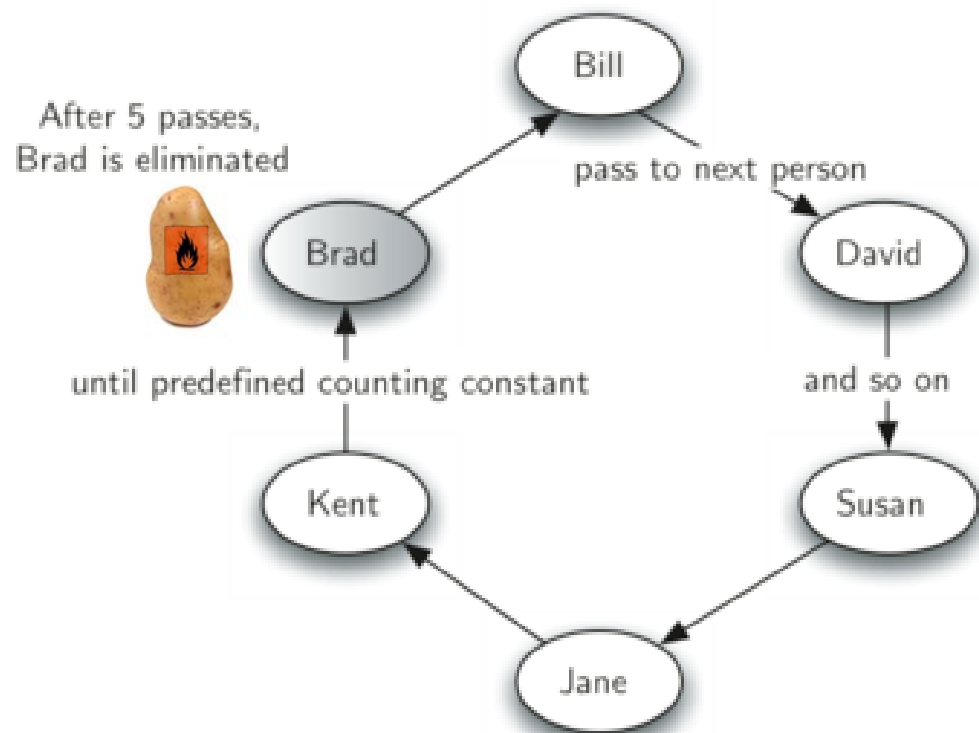 Bill
After 5 passes,
Brad is eliminated
pass to next person
Brad
David
until predefined counting constant
and so on
Kent
Susan
Jane